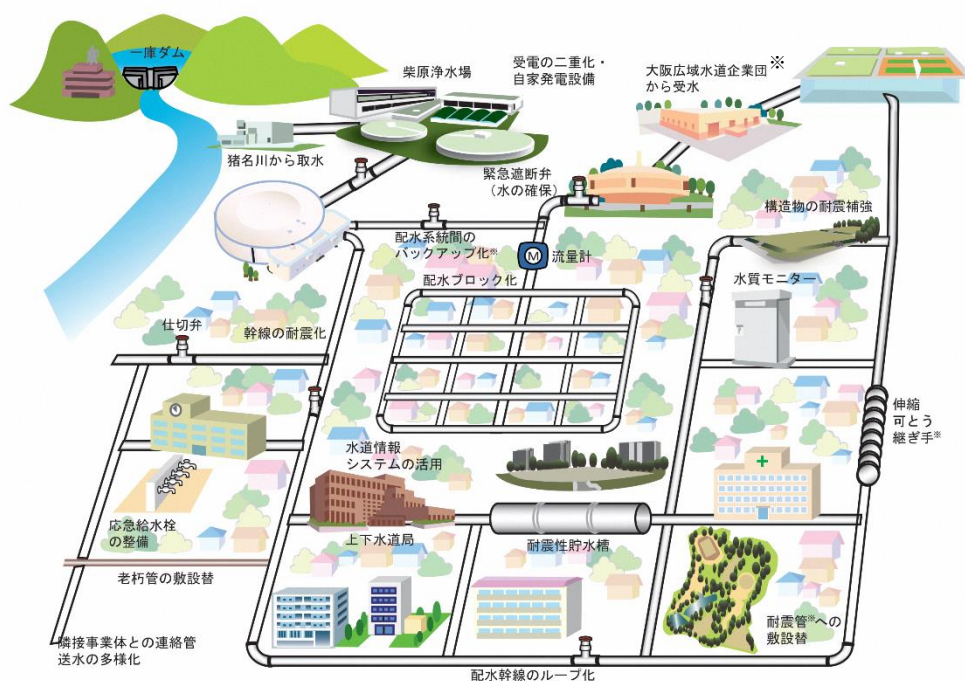 一庫ダム
柴原浄水場
受電の二重化・
自家発電設備
大阪広域水道企業団※
から受水
猪名川から取水
緊急遮断弁
(水の確保)
構造物の耐震補強
配水系統間の
バックアップ化※
M
流量計
配水ブロック化
水質モニター
仕切弁
幹線の耐震化
伸縮
可とう
継ぎ手※
水道情報
システムの活用
応急給水栓
の整備
上下水道局
耐震性貯水槽
老朽管の敷設替
耐震管※への
敷設替
隣接事業体との連絡管
送水の多様化
配水幹線のループ化